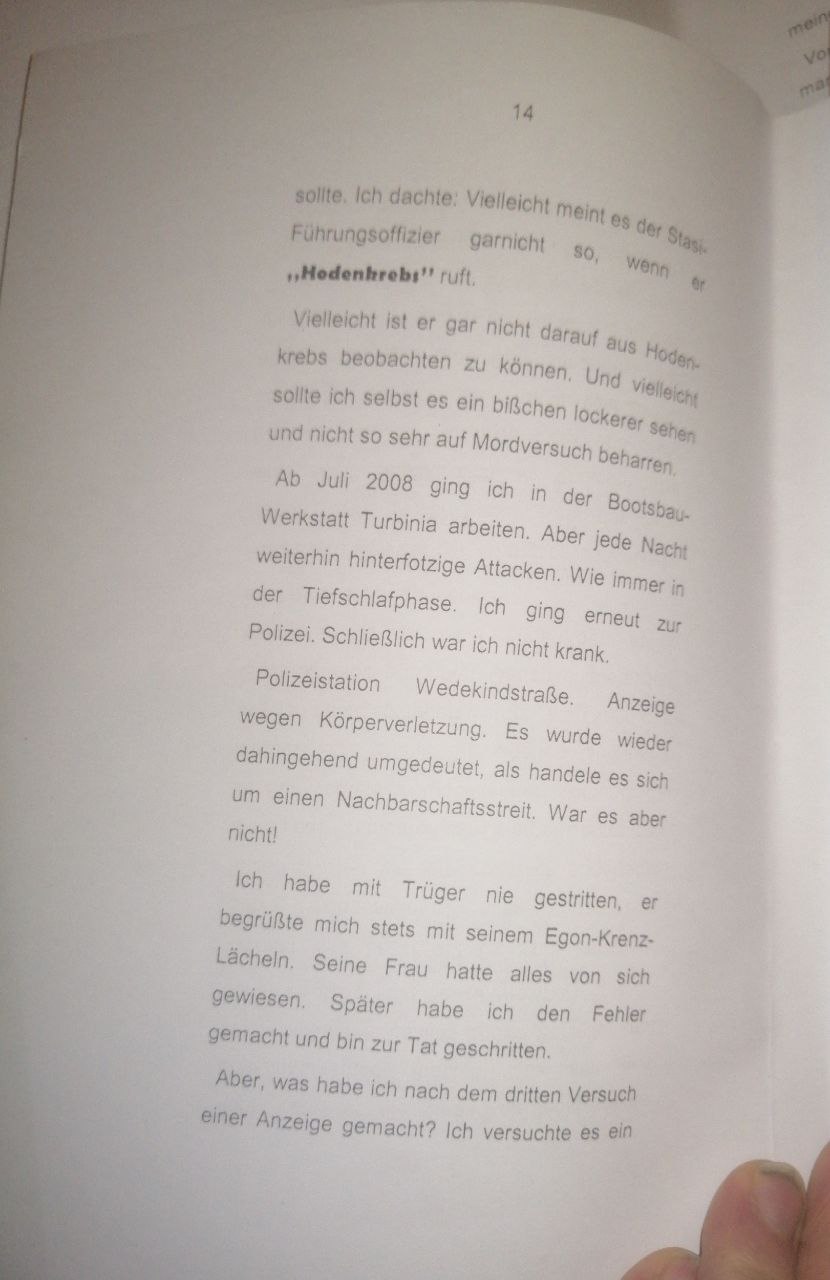 14
sollte. Ich dachte: Vielleicht meint es der Stasi-
Führungsoffizier garnicht so, wenn er
„Hodenkrebs" ruft.
Vielleicht ist er gar nicht darauf aus Hoden-
krebs beobachten zu können. Und vielleicht
sollte ich selbst es ein bißchen lockerer sehen
und nicht so sehr auf Mordversuch beharren.
Ab Juli 2008 ging ich in der Bootsbau-
Werkstatt Turbinia arbeiten. Aber jede Nacht
weiterhin hinterfotzige Attacken. Wie immer in
der Tiefschlafphase. Ich ging erneut zur
Polizei. Schließlich war ich nicht krank.
Polizeistation Wedekindstraße. Anzeige
wegen Körperverletzung. Es wurde wieder
dahingehend umgedeutet, als handele es sich
um einen Nachbarschaftsstreit. War es aber
nicht!
Ich habe mit Trüger nie gestritten, er
begrüßte mich stets mit seinem Egon-Krenz-
Lächeln. Seine Frau hatte alles von sich
gewiesen. Später habe ich den Fehler
gemacht und bin zur Tat geschritten.
Aber, was habe ich nach dem dritten Versuch
einer Anzeige gemacht? Ich versuchte es ein